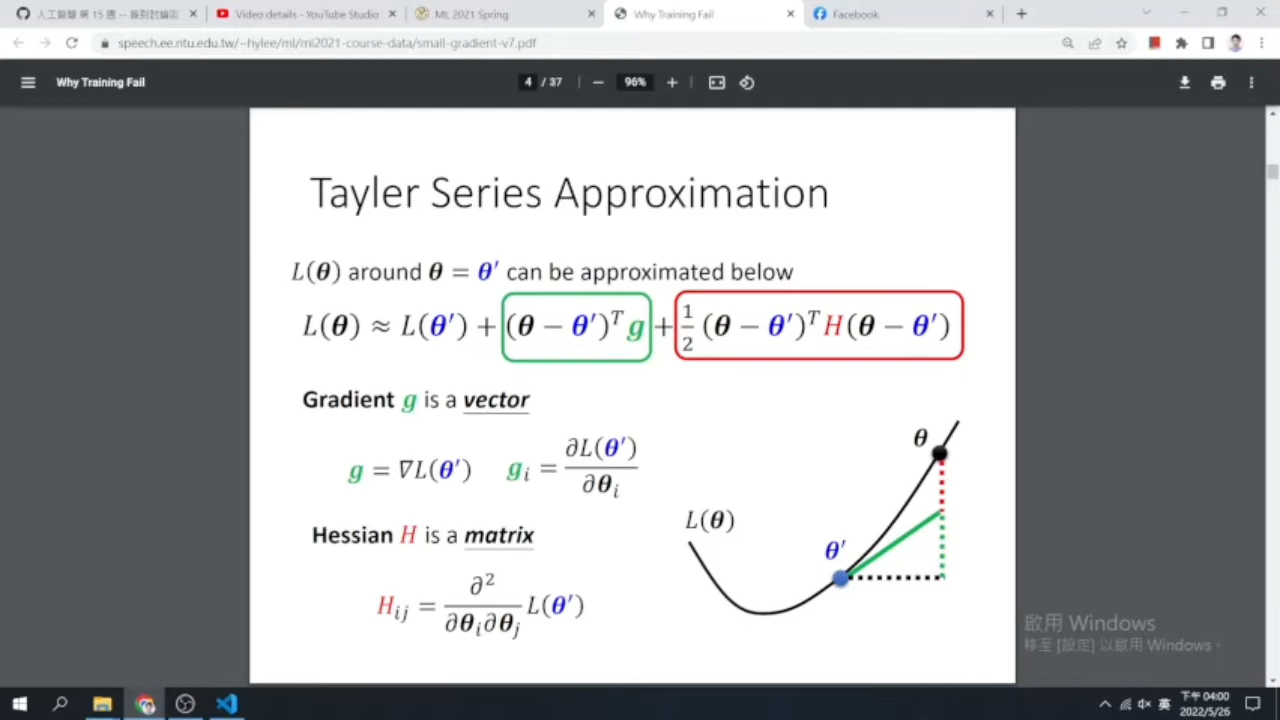 人工智慧 第 15 週 -- 簽到討論區
Video details - YouTube Studio
ML 2021 Spring
Why Training Fail
Facebook
speech.ee.ntu.edu.tw/~hylee/ml/ml2021-course-data/small-gradient-v7.pdf
Why Training Fail
4 / 37
96%
Tayler Series Approximation
L(θ) around θ = θ′ can be approximated below
L(θ) ≈ L(θ′) + (θ − θ′)ᵀg + 1/2 (θ − θ′)ᵀH(θ − θ′)
Gradient g is a vector
g = ∇L(θ′) gᵢ = ∂L(θ′)/∂θᵢ
Hessian H is a matrix
Hᵢⱼ = ∂²/∂θᵢ∂θⱼ L(θ′)
θ
L(θ)
θ′
啟用 Windows
移至 [設定] 以啟用 Windows。
英
下午 04:00
2022/5/26